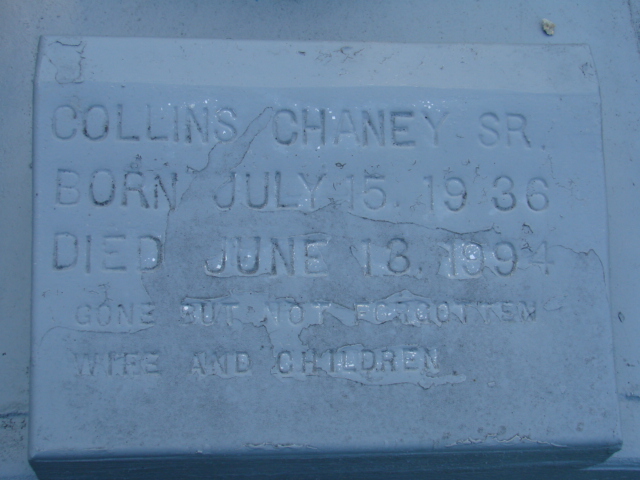 COLLINS CHANEY SR.
BORN JULY 15, 1936
DIED JUNE 18, 1994
GONE BUT NOT FORGOTTEN
WIFE AND CHILDREN